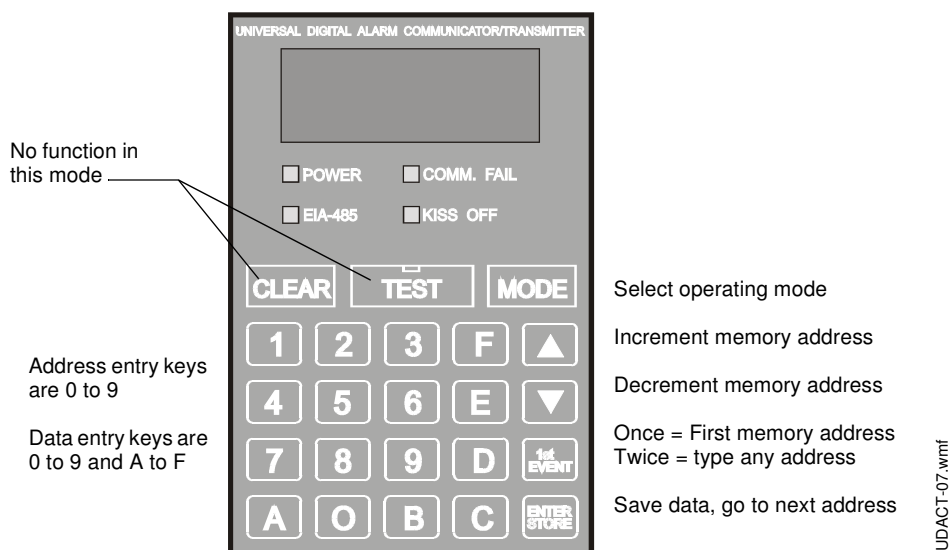 UNIVERSAL DIGITAL ALARM COMMUNICATOR/TRANSMITTER
No function in
this mode
POWER
COMM. FAIL
EIA-485
KISS OFF
CLEAR
TEST
MODE
Select operating mode
1
2
3
F
Increment memory address
Address entry keys
are 0 to 9
4
5
6
E
Decrement memory address
Data entry keys are
0 to 9 and A to F
7
8
9
D
1st
EVENT
Once = First memory address
Twice = type any address
A
O
B
C
ENTER
STORE
Save data, go to next address
UDACT-07.wmf